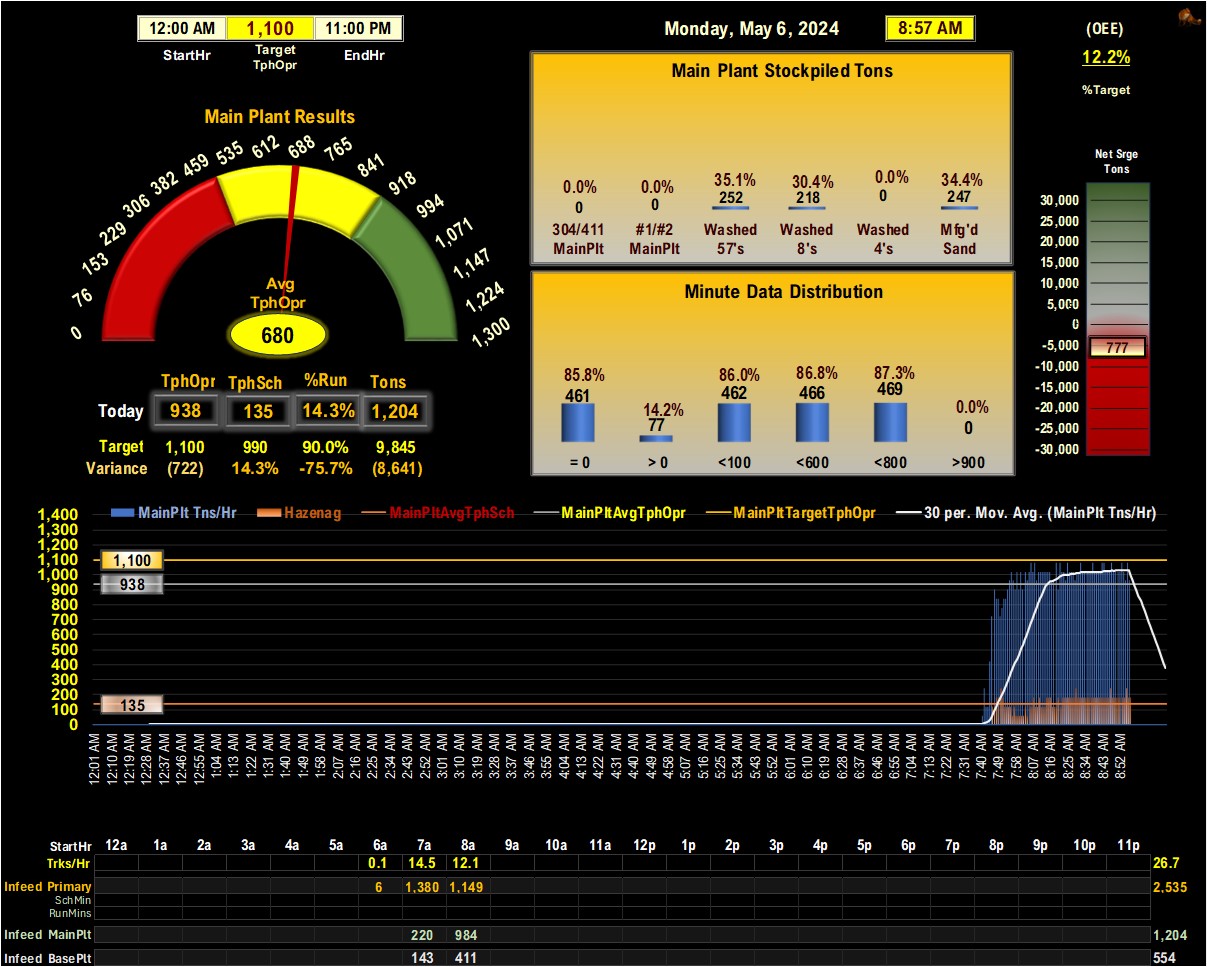 12:00 AM 1,100 11:00 PM
StartHr Target TphOpr EndHr
Monday, May 6, 2024 8:57 AM
(OEE)
12.2%
%Target
Main Plant Results
0 76 153 229 306 382 459 535 612 688 765 841 918 994 1,071 1,147 1,224 1,300
Avg
TphOpr
680
TphOpr TphSch %Run Tons
Today 938 135 14.3% 1,204
Target 1,100 990 90.0% 9,845
Variance (722) 14.3% -75.7% (8,641)
Main Plant Stockpiled Tons
0.0% 0.0% 35.1% 30.4% 0.0% 34.4%
0 0 252 218 0 247
304/411 #1/#2 Washed Washed Washed Mfg'd
MainPlt MainPlt 57's 8's 4's Sand
Minute Data Distribution
85.8% 14.2% 86.0% 86.8% 87.3% 0.0%
461 77 462 466 469 0
= 0 > 0 <100 <600 <800 >900
Net Srge
Tons
30,000
25,000
20,000
15,000
10,000
5,000
0
-5,000
-10,000
-15,000
-20,000
-25,000
-30,000
777
MainPlt Tns/Hr Hazenag MainPltAvgTphSch MainPltAvgTphOpr MainPltTargetTphOpr 30 per. Mov. Avg. (MainPlt Tns/Hr)
1,400
1,300
1,200
1,100
1,000
900
800
700
600
500
400
300
200
100
0
1,100
938
135
12:01 AM 12:10 AM 12:19 AM 12:28 AM 12:37 AM 12:46 AM 12:55 AM 1:04 AM 1:13 AM 1:22 AM 1:31 AM 1:40 AM 1:49 AM 1:58 AM 2:07 AM 2:16 AM 2:25 AM 2:34 AM 2:43 AM 2:52 AM 3:01 AM 3:10 AM 3:19 AM 3:28 AM 3:37 AM 3:46 AM 3:55 AM 4:04 AM 4:13 AM 4:22 AM 4:31 AM 4:40 AM 4:49 AM 4:58 AM 5:07 AM 5:16 AM 5:25 AM 5:34 AM 5:43 AM 5:52 AM 6:01 AM 6:10 AM 6:19 AM 6:28 AM 6:37 AM 6:46 AM 6:55 AM 7:04 AM 7:13 AM 7:22 AM 7:31 AM 7:40 AM 7:49 AM 7:58 AM 8:07 AM 8:16 AM 8:25 AM 8:34 AM 8:43 AM 8:52 AM
StartHr 12a 1a 2a 3a 4a 5a 6a 7a 8a 9a 10a 11a 12p 1p 2p 3p 4p 5p 6p 7p 8p 9p 10p 11p
Trks/Hr 0.1 14.5 12.1 26.7
Infeed Primary 6 1,380 1,149 2,535
SchMin
RunMins
Infeed MainPlt 220 984 1,204
Infeed BasePlt 143 411 554